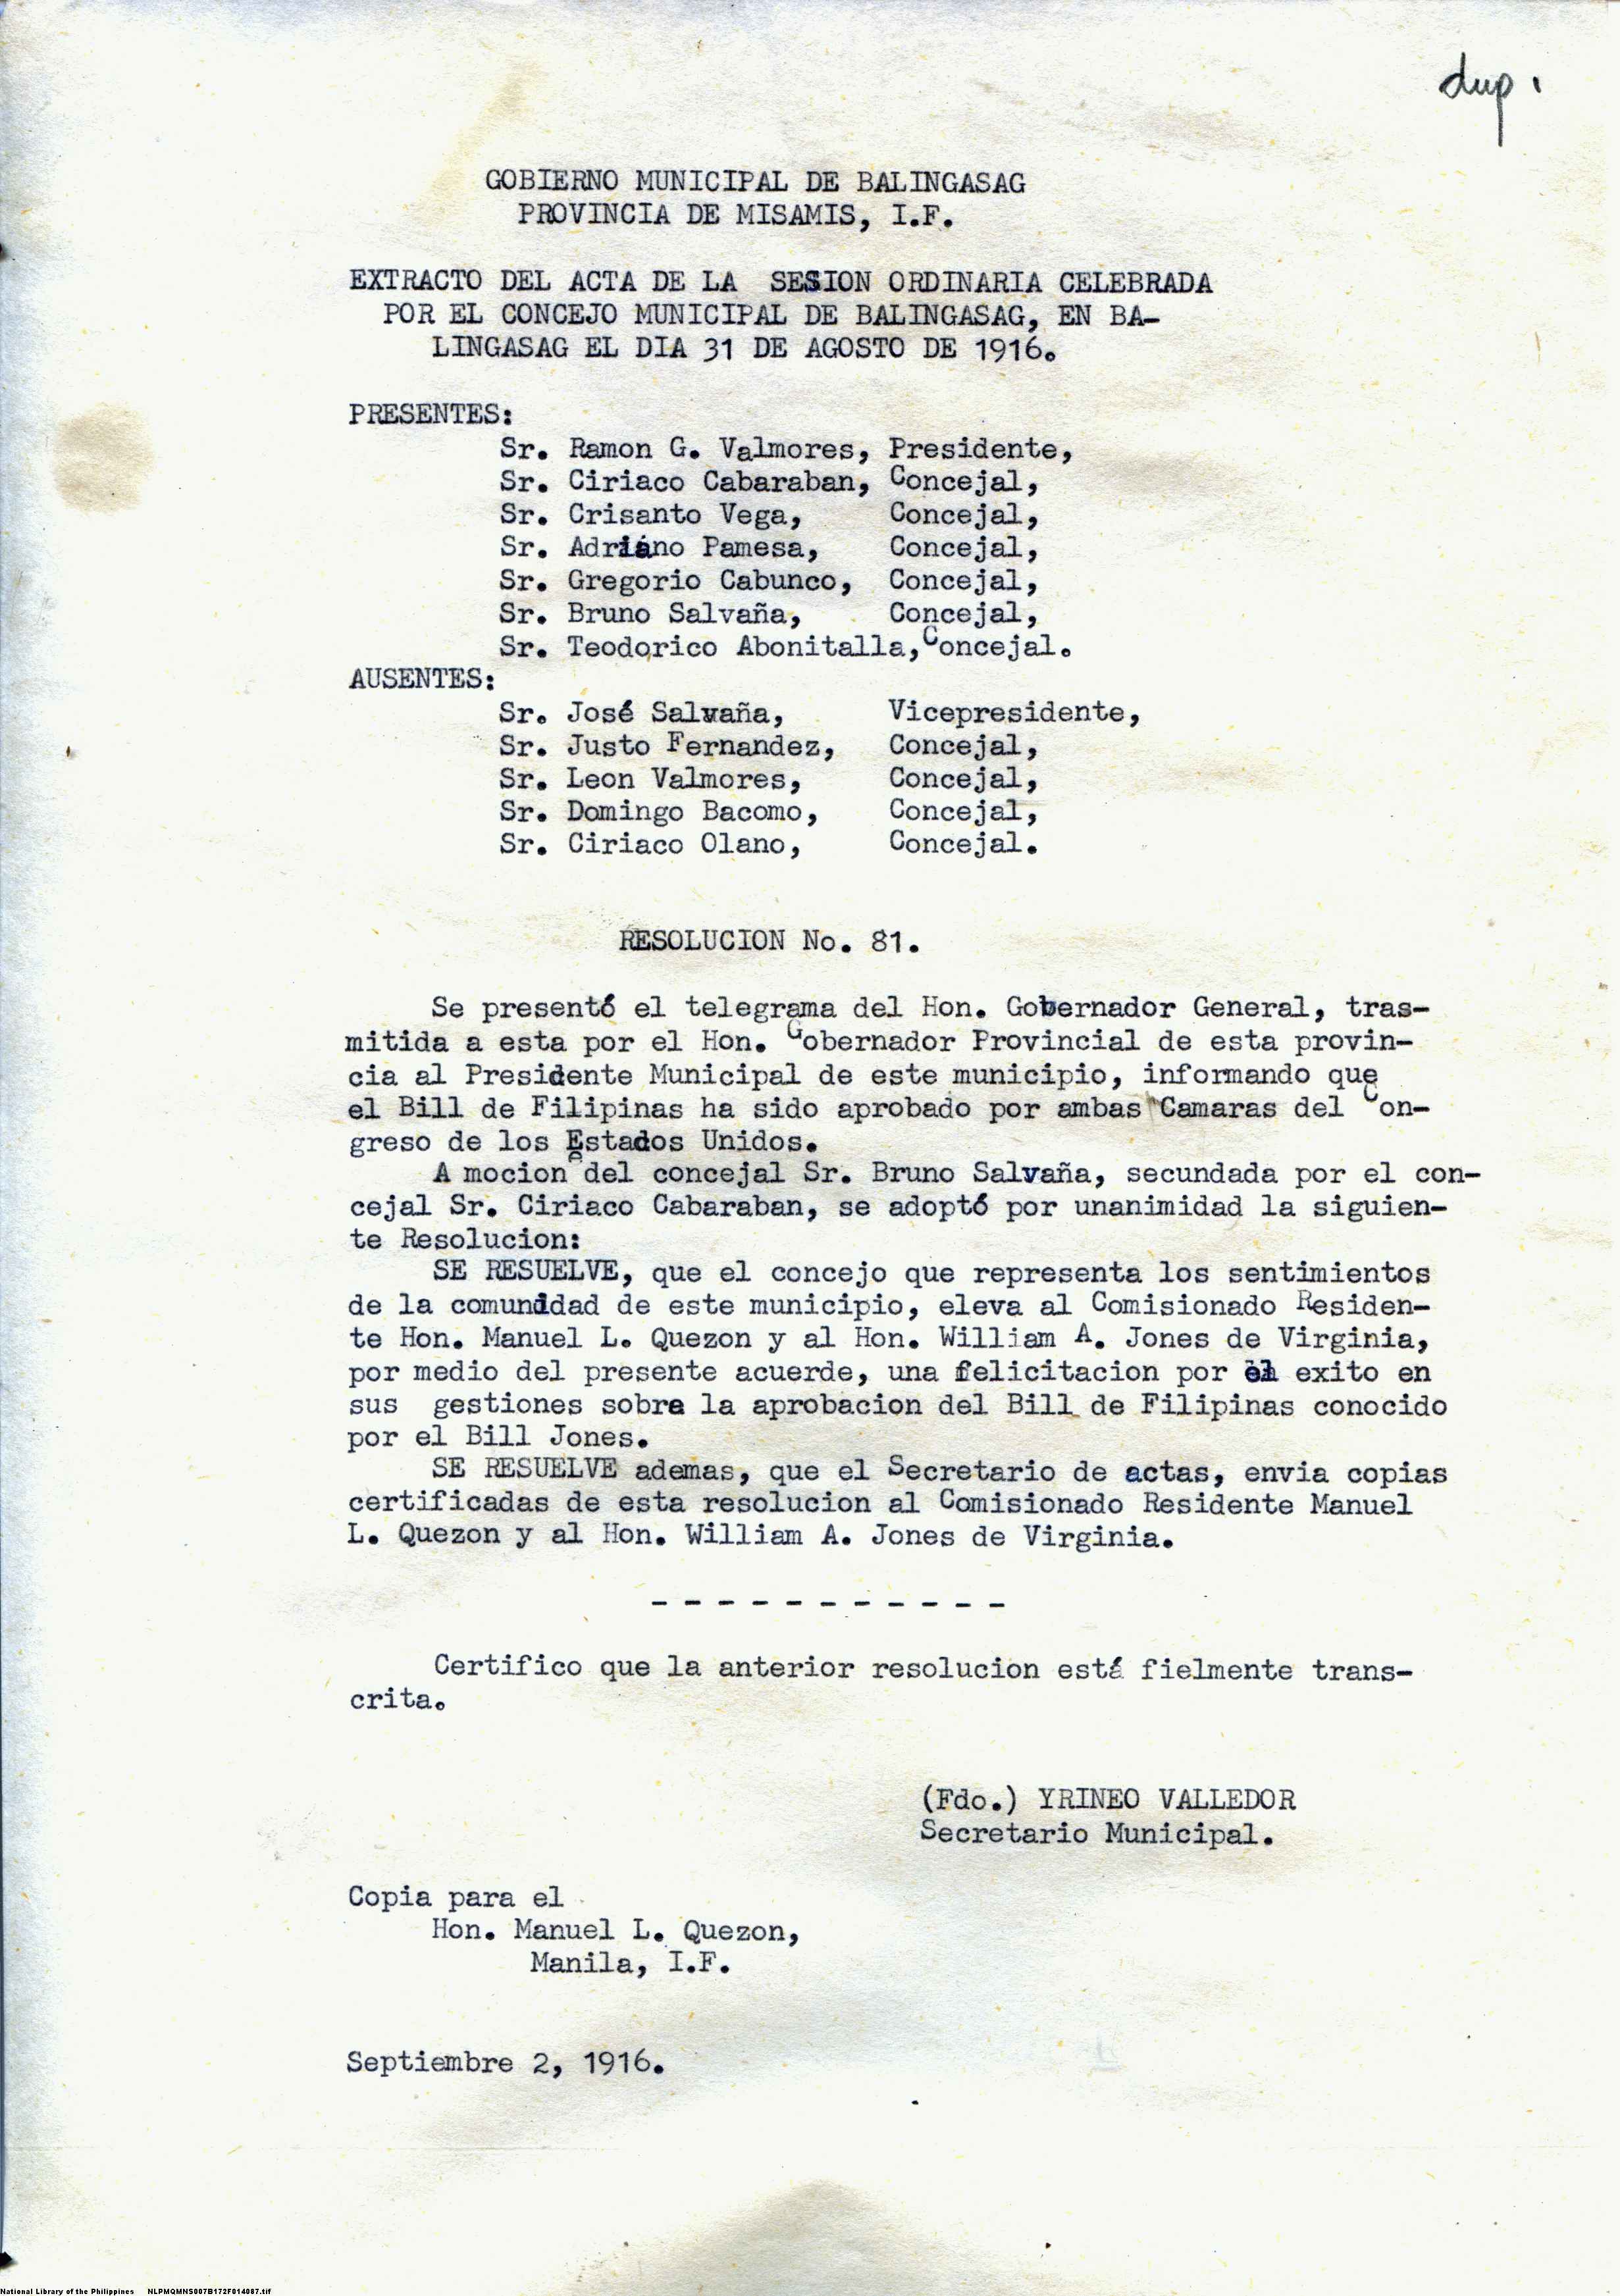 dup.
GOBIERNO MUNICIPAL DE BALINGASAG
PROVINCIA DE MISAMIS, I.F.
EXTRACTO DEL ACTA DE LA SESION ORDINARIA CELEBRADA
POR EL CONCEJO MUNICIPAL DE BALINGASAG, EN BA-
LINGASAG EL DIA 31 DE AGOSTO DE 1916.
PRESENTES:
Sr. Ramon G. Valmores, Presidente,
Sr. Ciriaco Cabaraban, Concejal,
Sr. Crisanto Vega, Concejal,
Sr. Adriano Pamesa, Concejal,
Sr. Gregorio Cabunco, Concejal,
Sr. Bruno Salvaña, Concejal,
Sr. Teodorico Abonitalla, Concejal.
AUSENTES:
Sr. José Salvaña, Vicepresidente,
Sr. Justo Fernandez, Concejal,
Sr. Leon Valmores, Concejal,
Sr. Domingo Bacomo, Concejal,
Sr. Ciriaco Olano, Concejal.
RESOLUCION No. 81.
Se presentó el telegrama del Hon. Gobernador General, tras-
mitida a esta por el Hon. Gobernador Provincial de esta provin-
cia al Presidente Municipal de este municipio, informando que
el Bill de Filipinas ha sido aprobado por ambas Camaras del Con-
greso de los Estados Unidos.
A mocion del concejal Sr. Bruno Salvaña, secundada por el con-
cejal Sr. Ciriaco Cabaraban, se adoptó por unanimidad la siguien-
te Resolucion:
SE RESUELVE, que el concejo que representa los sentimientos
de la comunidad de este municipio, eleva al Comisionado Residen-
te Hon. Manuel L. Quezon y al Hon. William A. Jones de Virginia,
por medio del presente acuerde, una felicitacion por el exito en
sus gestiones sobre la aprobacion del Bill de Filipinas conocido
por el Bill Jones.
SE RESUELVE ademas, que el Secretario de actas, envia copias
certificadas de esta resolucion al Comisionado Residente Manuel
L. Quezon y al Hon. William A. Jones de Virginia.
- - - - - - - - - - -
Certifico que la anterior resolucion está fielmente trans-
crita.
(Fdo.) YRINEO VALLEDOR
Secretario Municipal.
Copia para el
Hon. Manuel L. Quezon,
Manila, I.F.
Septiembre 2, 1916.
National Library of the Philippines NLPMQMNS007B172F014087.tif